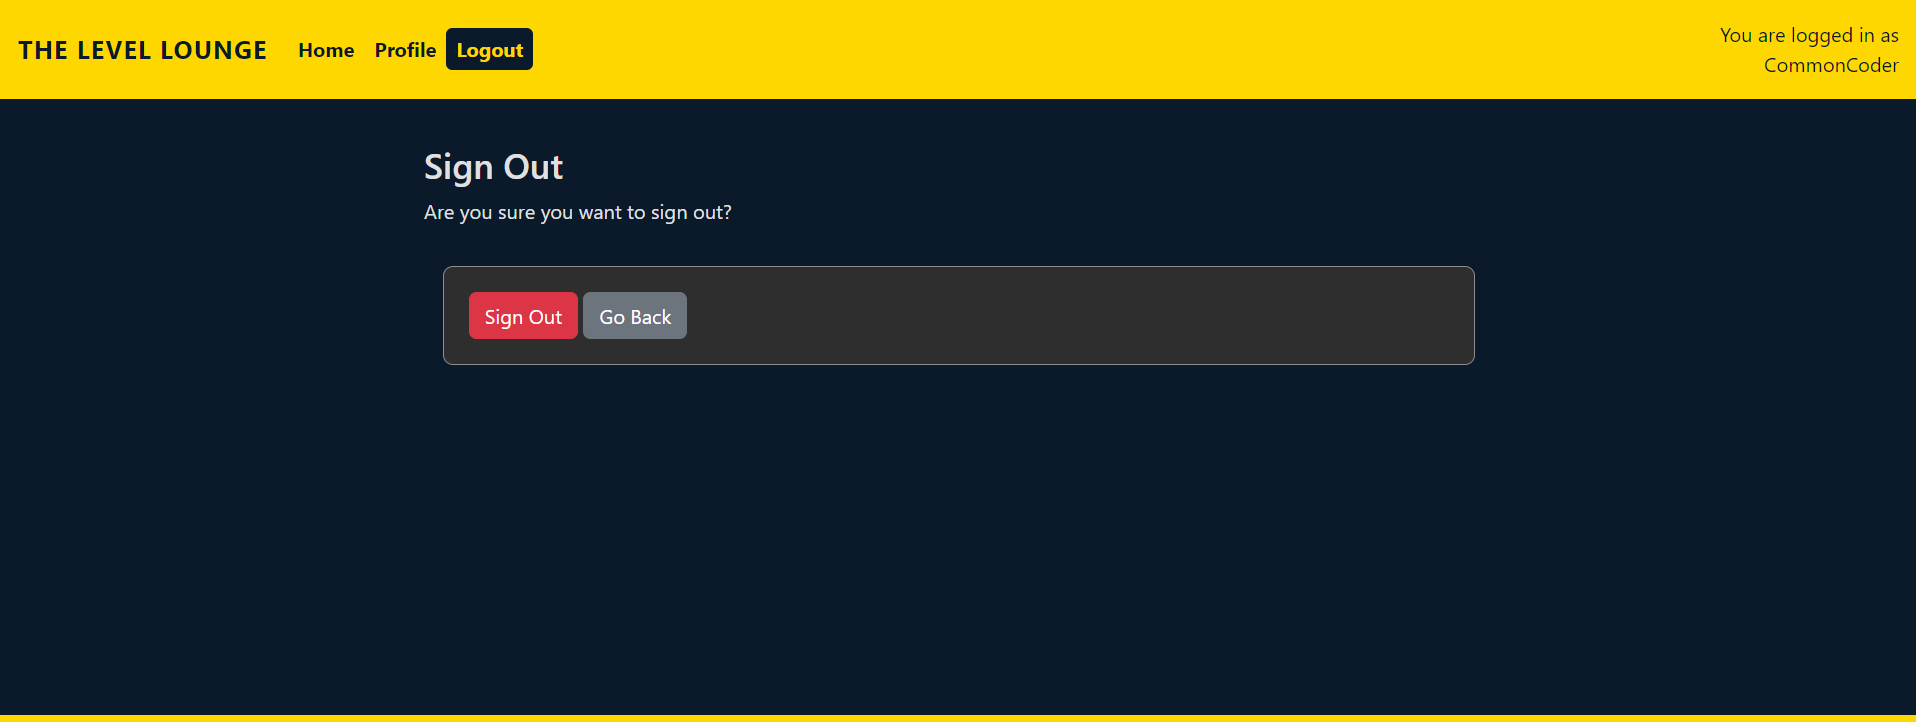 THE LEVEL LOUNGE Home Profile Logout
You are logged in as
CommonCoder
Sign Out
Are you sure you want to sign out?
Sign Out Go Back